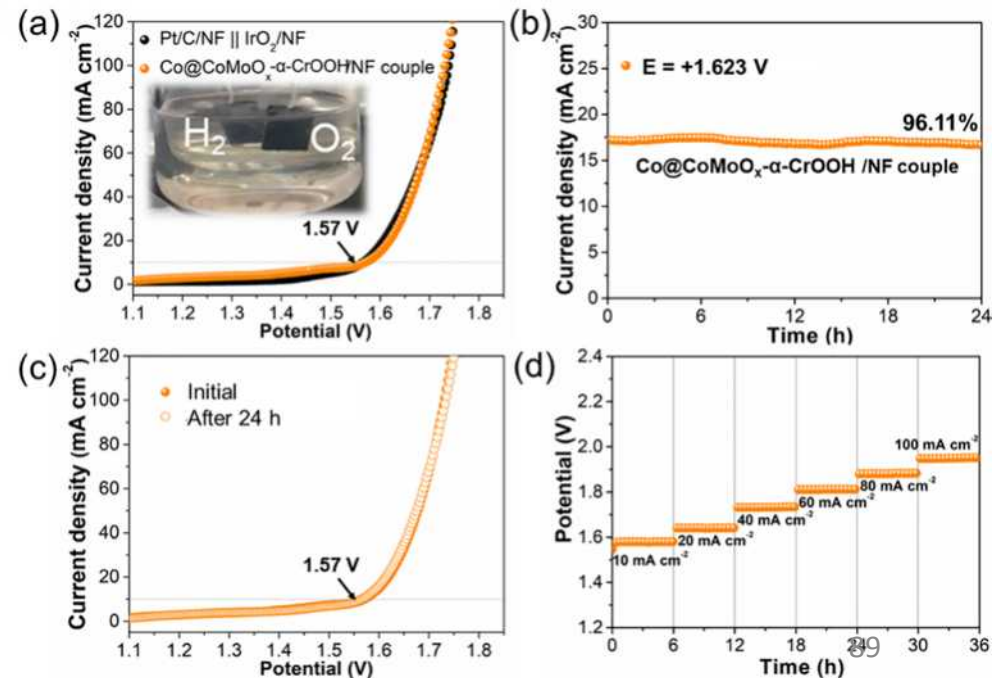 (a)
Current density (mA cm⁻²)
120
100
80
60
40
20
10
0
Pt/C/NF || IrO₂/NF
Co@CoMoOₓ-α-CrOOH/NF couple
H₂
O₂
1.57 V
1.1 1.2 1.3 1.4 1.5 1.6 1.7 1.8
Potential (V)
(b)
Current density (mA cm⁻²)
30
25
20
15
10
5
0
E = +1.623 V
96.11%
Co@CoMoOₓ-α-CrOOH /NF couple
0 6 12 18 24
Time (h)
(c)
Current density (mA cm⁻²)
120
100
80
60
40
20
10
0
Initial
After 24 h
1.57 V
1.1 1.2 1.3 1.4 1.5 1.6 1.7 1.8
Potential (V)
(d)
Potential (V)
2.4
2.2
2.0
1.8
1.6
1.4
1.2
100 mA cm⁻²
80 mA cm⁻²
60 mA cm⁻²
40 mA cm⁻²
20 mA cm⁻²
10 mA cm⁻²
0 6 12 18 24 30 36
Time (h)
89